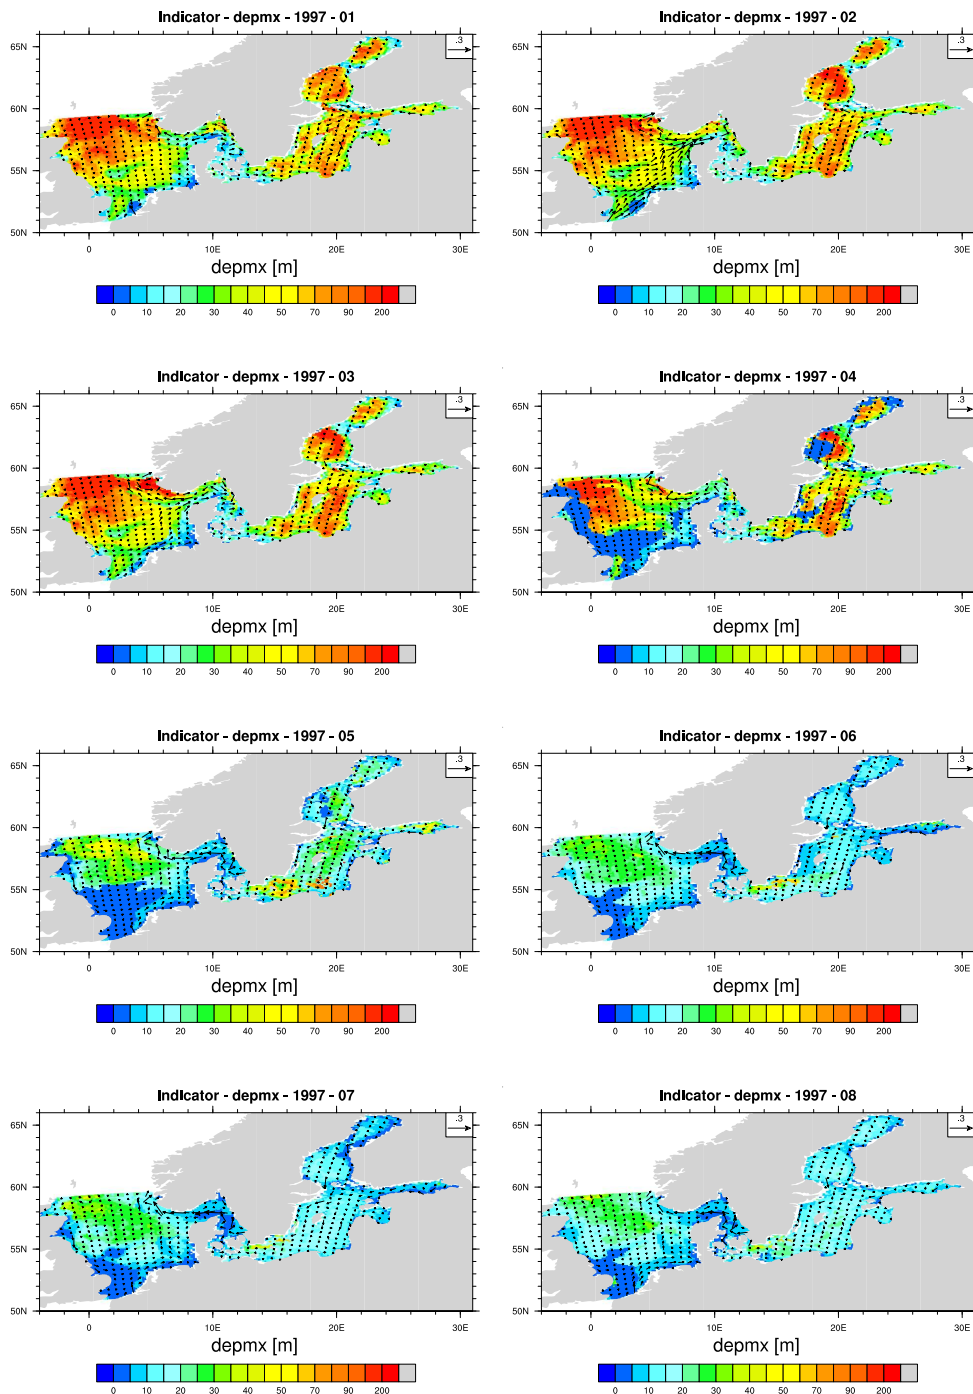 Indicator - depmx - 1997 - 01
65N
60N
55N
50N
.3
0 10E 20E 30E
depmx [m]
0 10 20 30 40 50 70 90 200
Indicator - depmx - 1997 - 02
65N
60N
55N
50N
.3
0 10E 20E 30E
depmx [m]
0 10 20 30 40 50 70 90 200
Indicator - depmx - 1997 - 03
65N
60N
55N
50N
.3
0 10E 20E 30E
depmx [m]
0 10 20 30 40 50 70 90 200
Indicator - depmx - 1997 - 04
65N
60N
55N
50N
.3
0 10E 20E 30E
depmx [m]
0 10 20 30 40 50 70 90 200
Indicator - depmx - 1997 - 05
65N
60N
55N
50N
.3
0 10E 20E 30E
depmx [m]
0 10 20 30 40 50 70 90 200
Indicator - depmx - 1997 - 06
65N
60N
55N
50N
.3
0 10E 20E 30E
depmx [m]
0 10 20 30 40 50 70 90 200
Indicator - depmx - 1997 - 07
65N
60N
55N
50N
.3
0 10E 20E 30E
depmx [m]
0 10 20 30 40 50 70 90 200
Indicator - depmx - 1997 - 08
65N
60N
55N
50N
.3
0 10E 20E 30E
depmx [m]
0 10 20 30 40 50 70 90 200